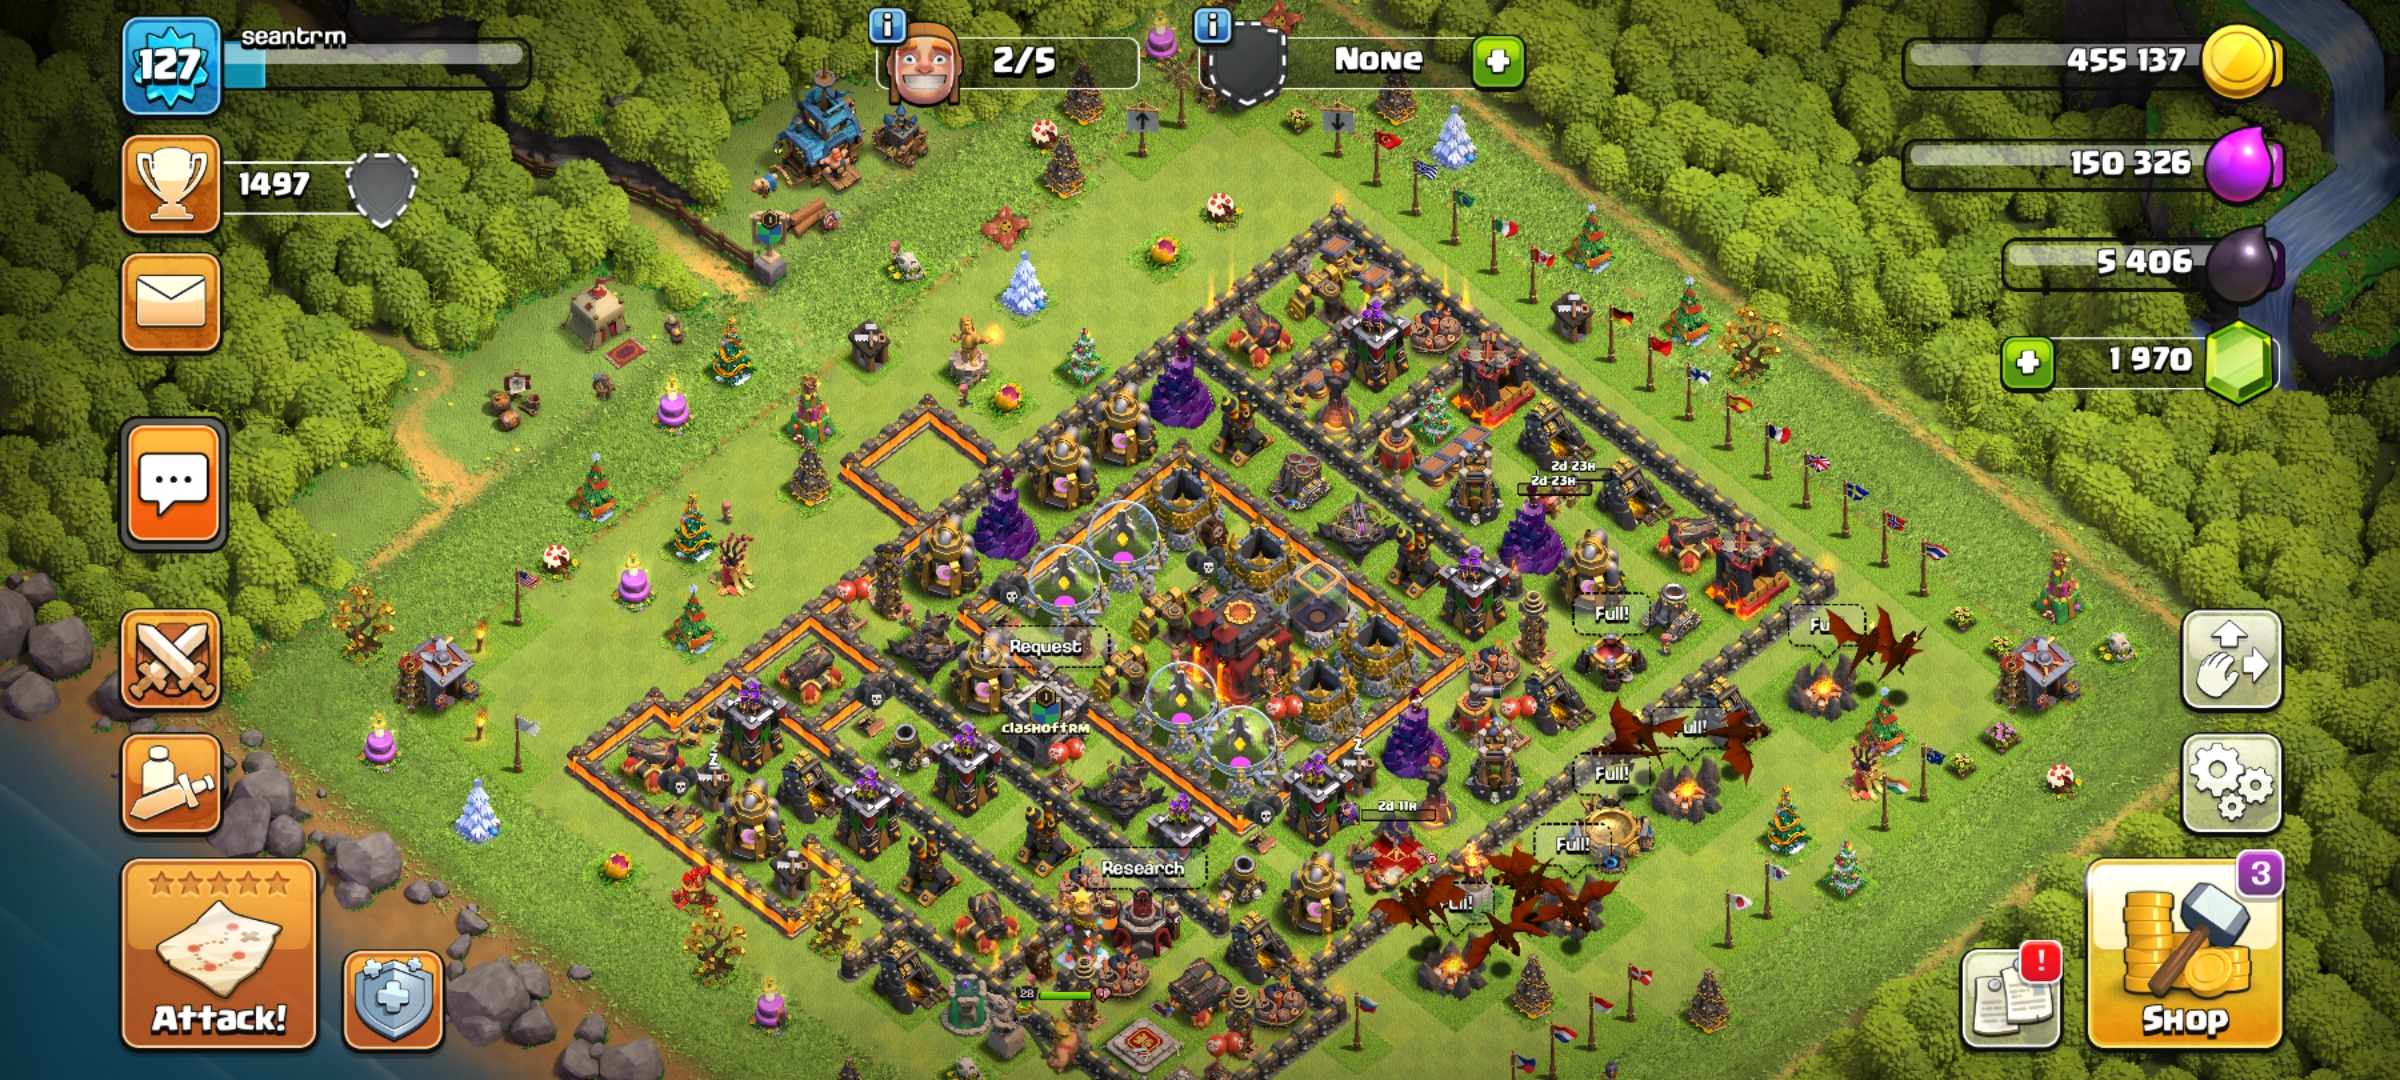 127
seantrm
2/5
None
455 137
1497
150 326
5 406
1 970
2d 23H
2d 23H
Full!
Request
clashoftrm
Full!
2d 11H
Full!
Research
28
3
Attack!
Shop